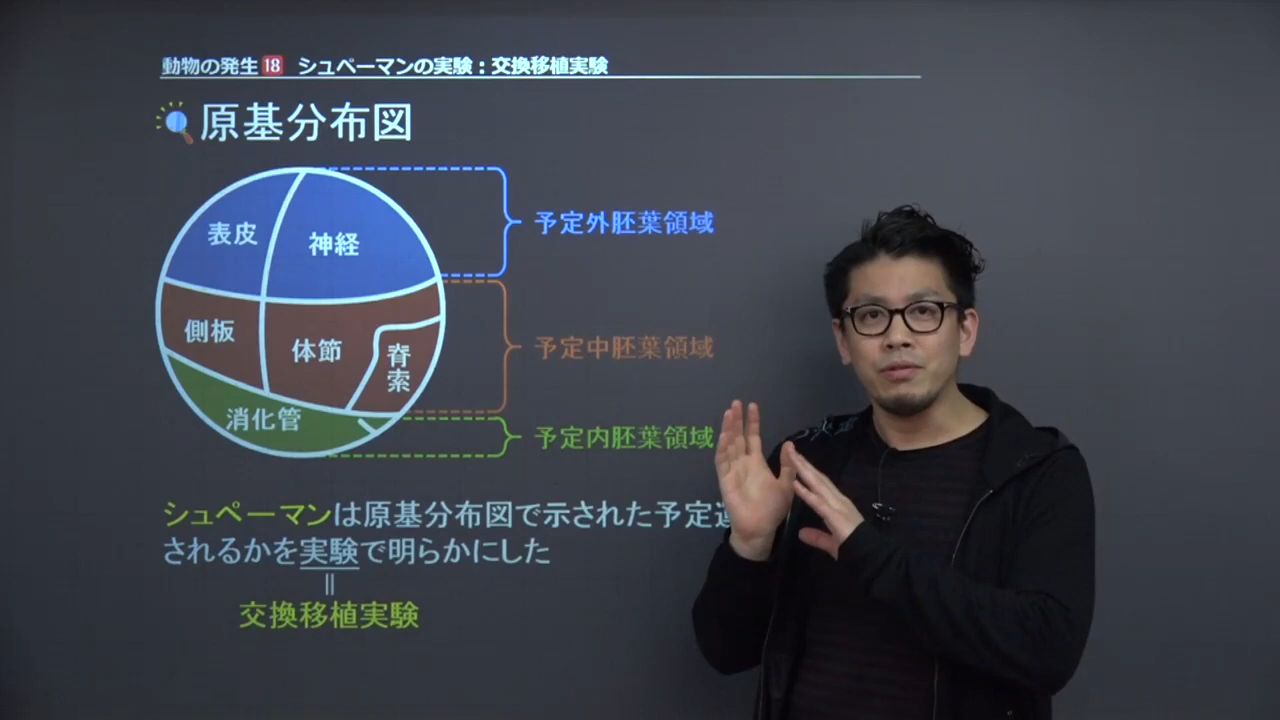 動物の発生18 シュペーマンの実験:交換移植実験
原基分布図
表皮
神経
予定外胚葉領域
側板
体節
脊索
予定中胚葉領域
消化管
予定内胚葉領域
シュペーマンは原基分布図で示された予定
されるかを実験で明らかにした
交換移植実験